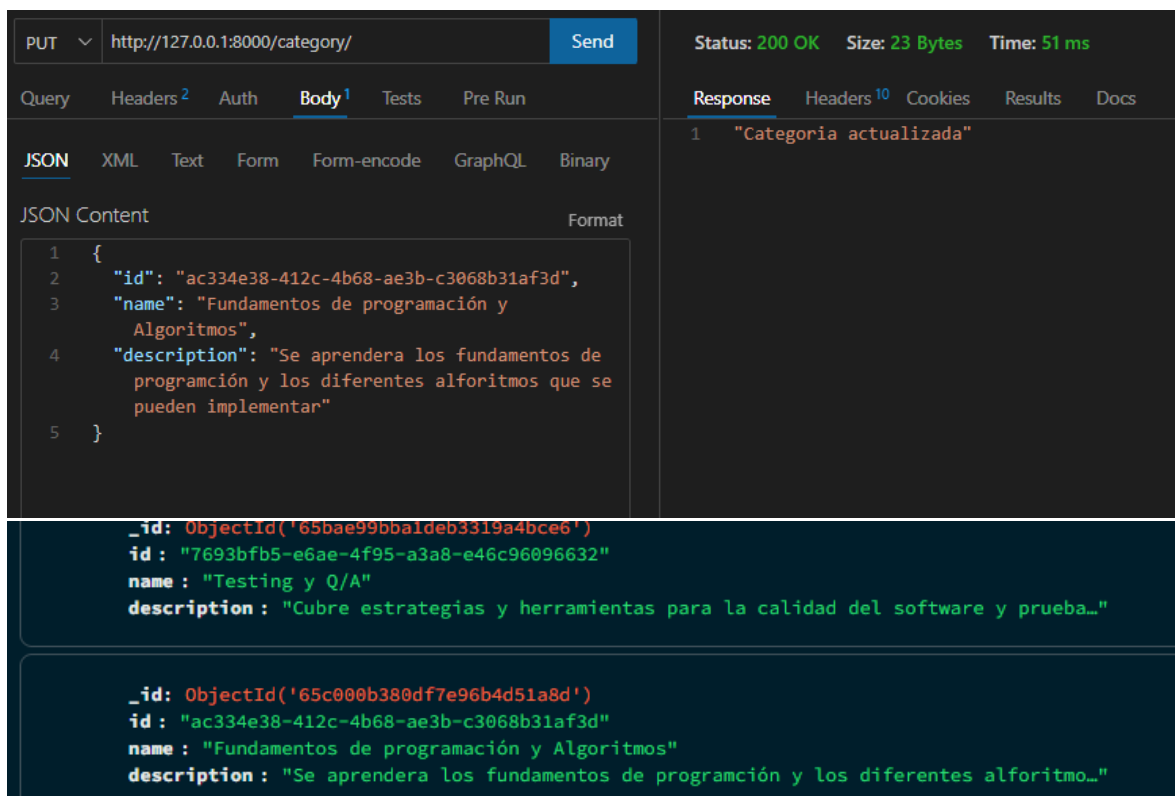 PUT http://127.0.0.1:8000/category/ Send
Status: 200 OK Size: 23 Bytes Time: 51 ms
Query Headers 2 Auth Body 1 Tests Pre Run
Response Headers 10 Cookies Results Docs
1 "Categoria actualizada"
JSON XML Text Form Form-encode GraphQL Binary
JSON Content Format
1 {
2 "id": "ac334e38-412c-4b68-ae3b-c3068b31af3d",
3 "name": "Fundamentos de programación y
Algoritmos",
4 "description": "Se aprendera los fundamentos de
programción y los diferentes alforitmos que se
pueden implementar"
5 }
_id: ObjectId('65bae99bba1deb3319a4bce6')
id : "7693bfb5-e6ae-4f95-a3a8-e46c96096632"
name : "Testing y Q/A"
description : "Cubre estrategias y herramientas para la calidad del software y prueba…"
_id: ObjectId('65c000b380df7e96b4d51a8d')
id : "ac334e38-412c-4b68-ae3b-c3068b31af3d"
name : "Fundamentos de programación y Algoritmos"
description : "Se aprendera los fundamentos de programción y los diferentes alforitmo…"